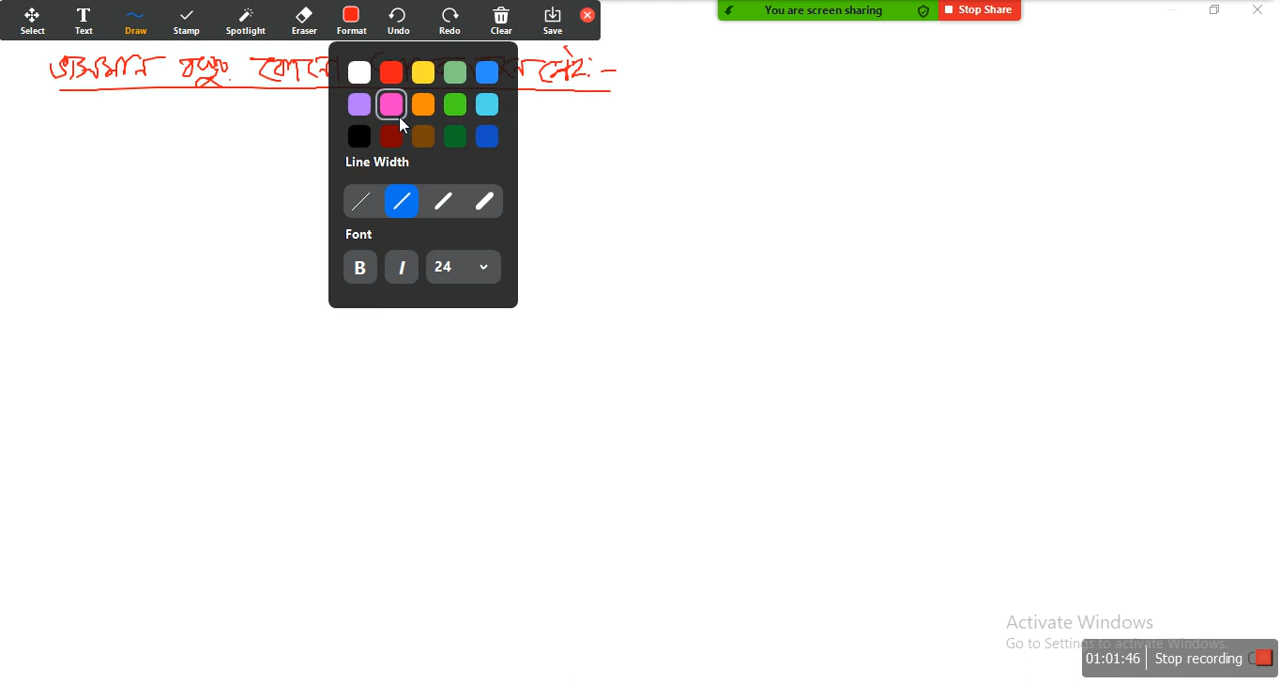 Select Text Draw Stamp Spotlight Eraser Format Undo Redo Clear Save
You are screen sharing Stop Share
Line Width
Font
B I 24
Activate Windows
Go to Settings to activate Windows.
01:01:46 Stop recording